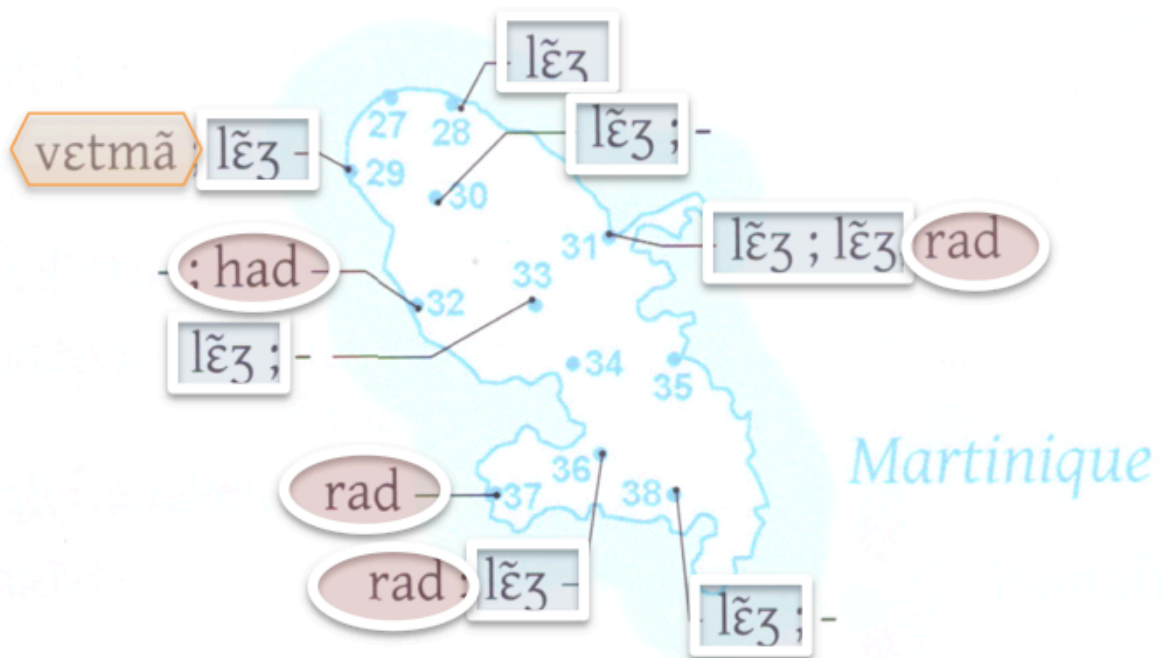 lɛ̃ʒ
27 28
lɛ̃ʒ ; -
vɛtmã ; lɛ̃ʒ
29
30
lɛ̃ʒ ; lɛ̃ʒ rad
31
- ; had
33
32
lɛ̃ʒ ; -
34
35
Martinique
36
rad
37 38
rad ; lɛ̃ʒ
lɛ̃ʒ ; -